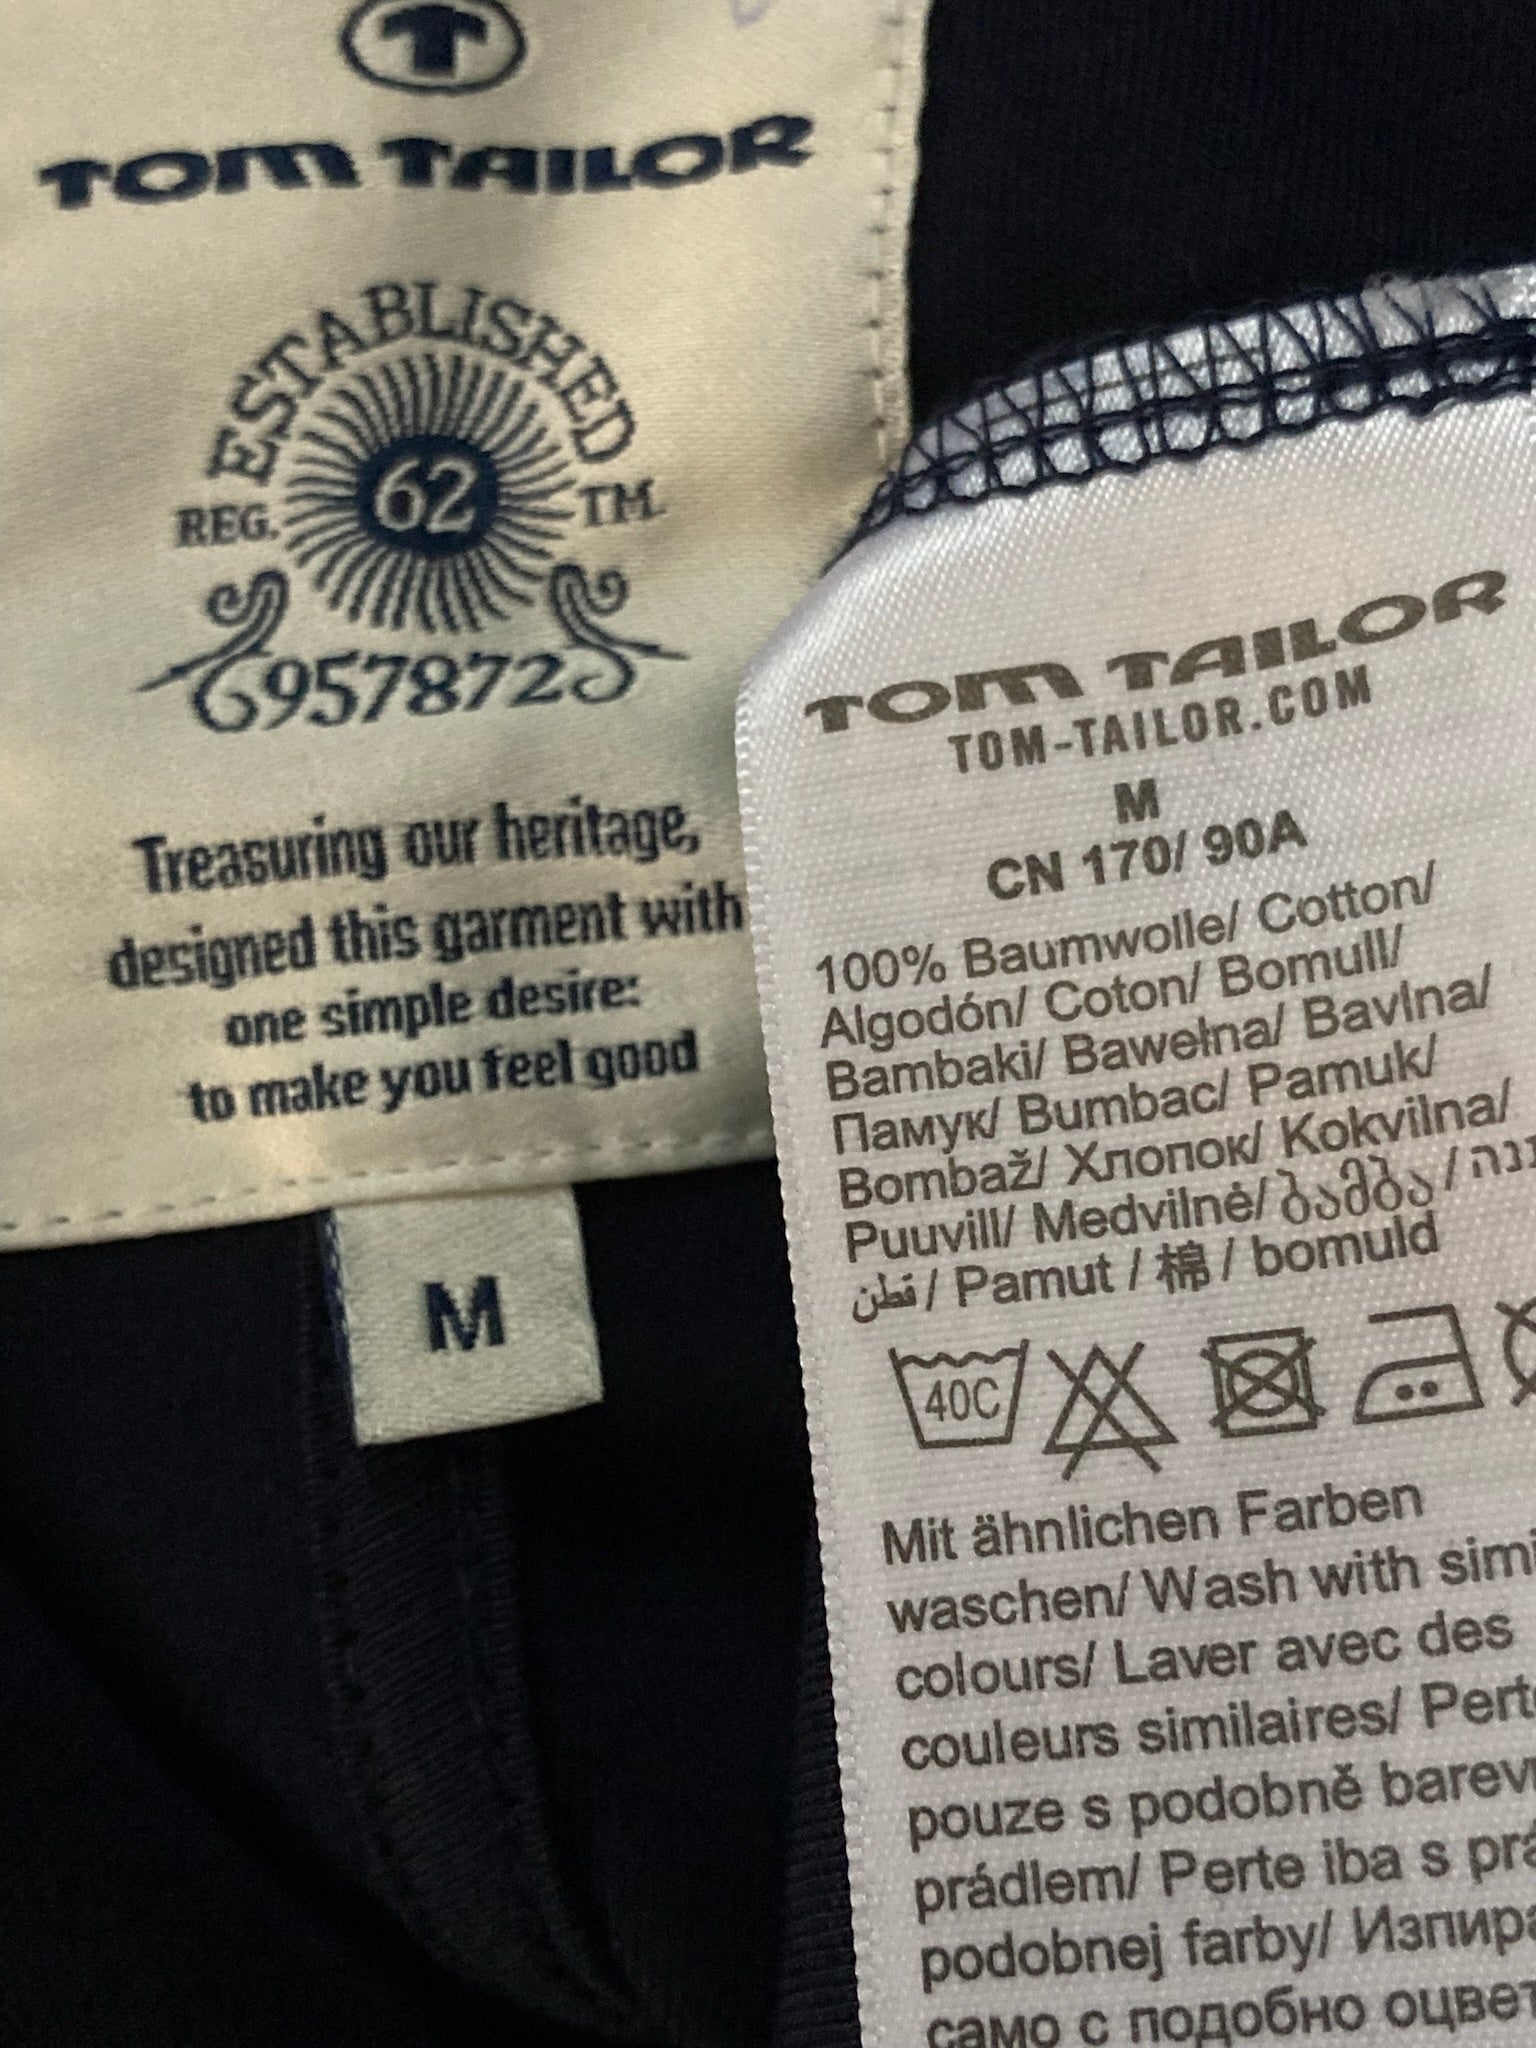 TOM TAILOR
ESTABLISHED
REG. 62 TM.
957872
Treasuring our heritage,
designed this garment with
one simple desire:
to make you feel good
M
TOM TAILOR
TOM-TAILOR.COM
M
CN 170/ 90A
100% Baumwolle/ Cotton/
Algodón/ Coton/ Bomull/
Bambaki/ Bawełna/ Bavlna/
Памук/ Bumbac/ Pamuk/
Bombaž/ Хлопок/ Kokvilna/
Puuvill/ Medvilnė/ ბამბა /
قطن / Pamut / 棉 / bomuld
40C
Mit ähnlichen Farben
waschen/ Wash with
colours/ Laver avec des
couleurs similaires/
pouze s podobně
prádlem/ Perte iba s
podobnej farby/
само с подобно